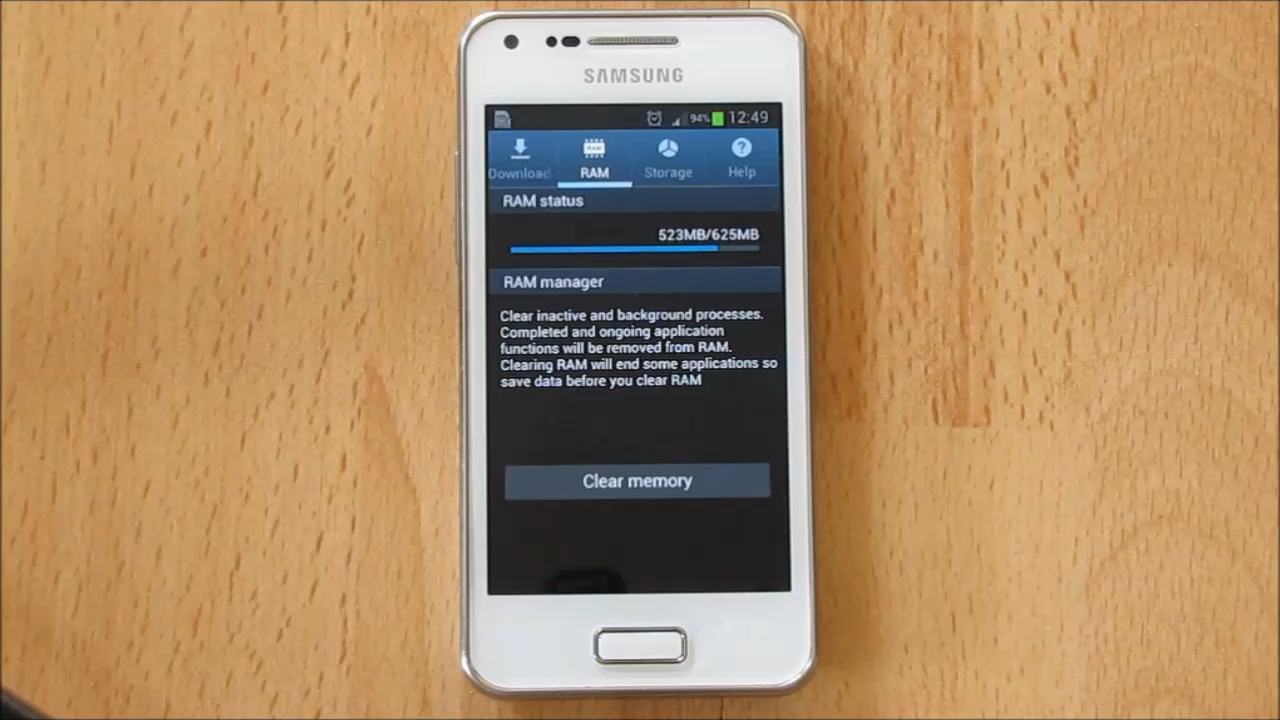 SAMSUNG
94% 12:49
Download RAM Storage Help
RAM status
523MB/625MB
RAM manager
Clear inactive and background processes.
Completed and ongoing application
functions will be removed from RAM.
Clearing RAM will end some applications so
save data before you clear RAM
Clear memory